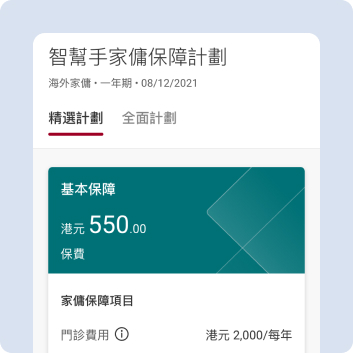 智幫手家傭保障計劃
海外家傭 • 一年期 • 08/12/2021
精選計劃 全面計劃
基本保障
港元 550.00
保費
家傭保障項目
門診費用 港元 2,000/每年